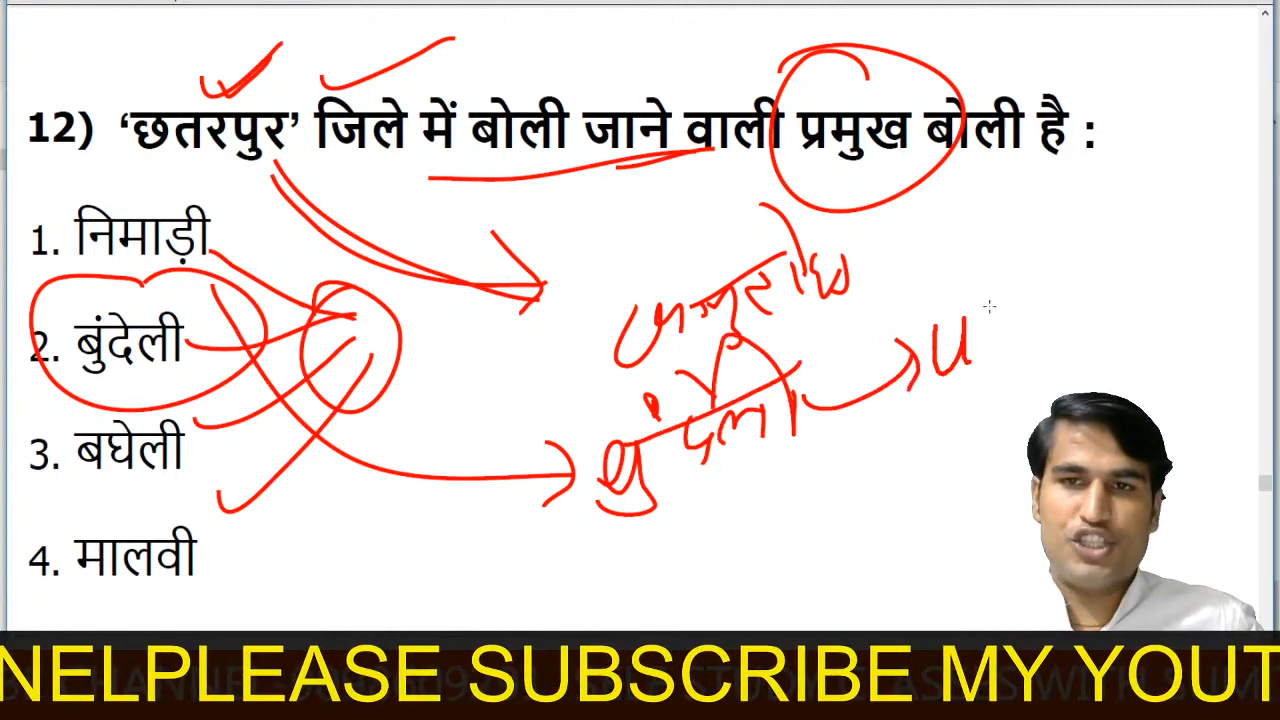 12) ‘छतरपुर’ जिले में बोली जाने वाली प्रमुख बोली है :
1. निमाड़ी
2. बुंदेली
3. बघेली
4. मालवी
NELPLEASE SUBSCRIBE MY YOUT